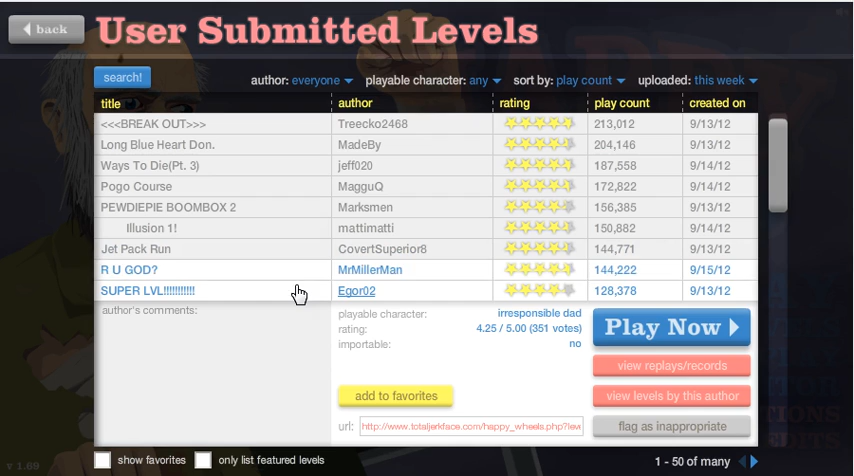 back
User Submitted Levels
search!
author: everyone playable character: any sort by: play count uploaded: this week
title author rating play count created on
<<<BREAK OUT>>> Treecko2468 213,012 9/13/12
Long Blue Heart Don. MadeBy 204,146 9/13/12
Ways To Die(Pt. 3) jeff020 187,558 9/14/12
Pogo Course MagguQ 172,822 9/14/12
PEWDIEPIE BOOMBOX 2 Marksmen 156,385 9/13/12
Illusion 1! mattimatti 150,882 9/14/12
Jet Pack Run CovertSuperior8 144,771 9/13/12
R U GOD? MrMillerMan 144,222 9/15/12
SUPER LVL!!!!!!!!!!! Egor02 128,378 9/13/12
author's comments:
playable character: irresponsible dad
rating: 4.25 / 5.00 (351 votes)
importable: no
Play Now
view replays/records
add to favorites
view levels by this author
url: http://www.totaljerkface.com/happy_wheels.php?leve
flag as inappropriate
show favorites only list featured levels
1 - 50 of many
v 1.69